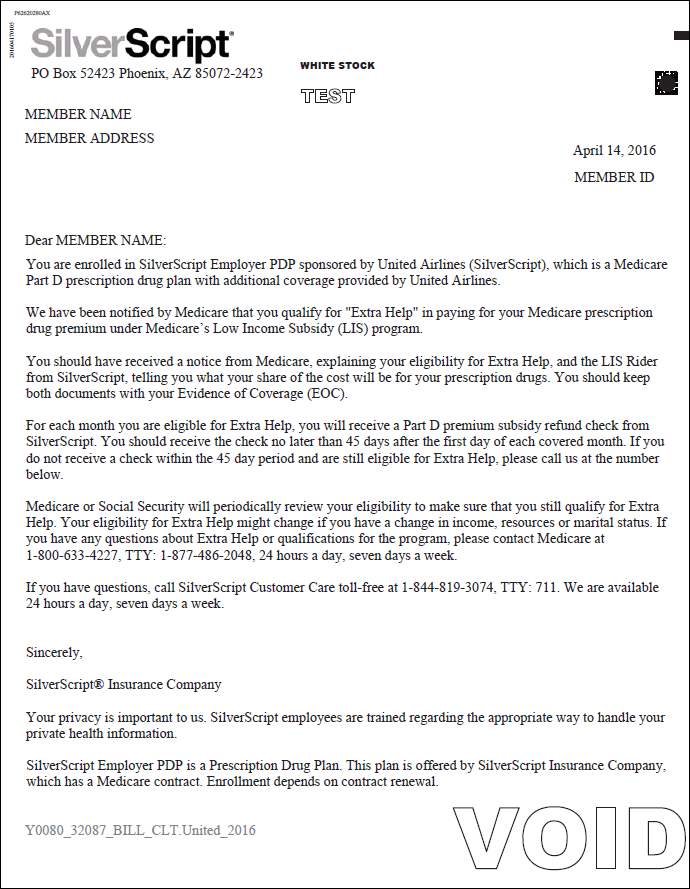 P62620280AX
201604170105
SilverScript®
PO Box 52423 Phoenix, AZ 85072-2423
WHITE STOCK
TEST
MEMBER NAME
MEMBER ADDRESS
April 14, 2016
MEMBER ID
Dear MEMBER NAME:
You are enrolled in SilverScript Employer PDP sponsored by United Airlines (SilverScript), which is a Medicare
Part D prescription drug plan with additional coverage provided by United Airlines.
We have been notified by Medicare that you qualify for "Extra Help" in paying for your Medicare prescription
drug premium under Medicare’s Low Income Subsidy (LIS) program.
You should have received a notice from Medicare, explaining your eligibility for Extra Help, and the LIS Rider
from SilverScript, telling you what your share of the cost will be for your prescription drugs. You should keep
both documents with your Evidence of Coverage (EOC).
For each month you are eligible for Extra Help, you will receive a Part D premium subsidy refund check from
SilverScript. You should receive the check no later than 45 days after the first day of each covered month. If you
do not receive a check within the 45 day period and are still eligible for Extra Help, please call us at the number
below.
Medicare or Social Security will periodically review your eligibility to make sure that you still qualify for Extra
Help. Your eligibility for Extra Help might change if you have a change in income, resources or marital status. If
you have any questions about Extra Help or qualifications for the program, please contact Medicare at
1-800-633-4227, TTY: 1-877-486-2048, 24 hours a day, seven days a week.
If you have questions, call SilverScript Customer Care toll-free at 1-844-819-3074, TTY: 711. We are available
24 hours a day, seven days a week.
Sincerely,
SilverScript® Insurance Company
Your privacy is important to us. SilverScript employees are trained regarding the appropriate way to handle your
private health information.
SilverScript Employer PDP is a Prescription Drug Plan. This plan is offered by SilverScript Insurance Company,
which has a Medicare contract. Enrollment depends on contract renewal.
Y0080_32087_BILL_CLT.United_2016
VOID